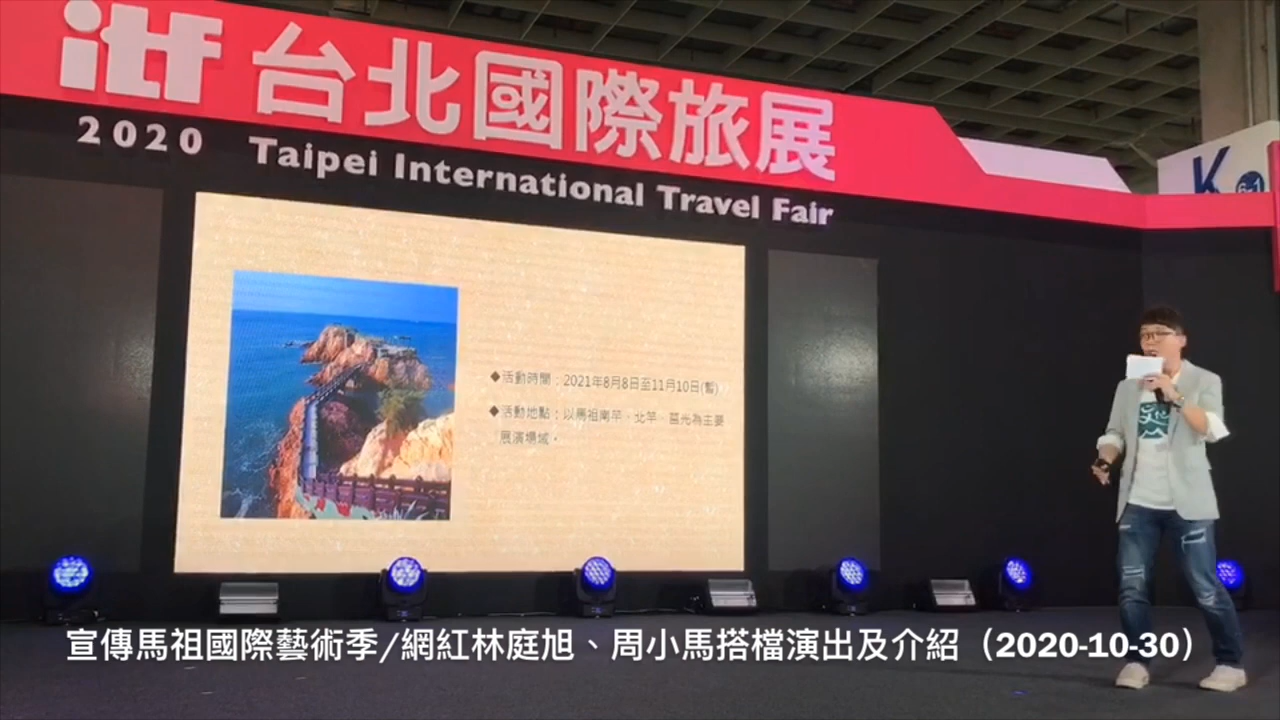 itf 台北國際旅展
2020 Taipei International Travel Fair
K
6-1
◆活動時間：2021年8月8日至11月10日(暫)
◆活動地點：以馬祖南竿、北竿、莒光為主要
展演場域。
宣傳馬祖國際藝術季/網紅林庭旭、周小馬搭檔演出及介紹（2020-10-30）